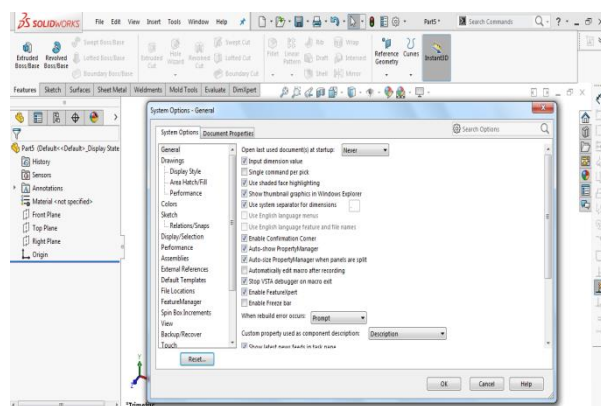 SOLIDWORKS File Edit View Insert Tools Window Help Part5 * Search Commands
Extruded Boss/Base
Revolved Boss/Base
Swept Boss/Base
Lofted Boss/Base
Boundary Boss/Base
Extruded Cut
Hole Wizard
Revolved Cut
Swept Cut
Lofted Cut
Boundary Cut
Fillet
Linear Pattern
Rib
Draft
Shell
Wrap
Intersect
Mirror
Reference Geometry
Curves
Instant3D
Features Sketch Surfaces Sheet Metal Weldments Mold Tools Evaluate DimXpert
Part5 (Default<<Default>_Display State
History
Sensors
Annotations
Material <not specified>
Front Plane
Top Plane
Right Plane
Origin
System Options - General
System Options Document Properties
Search Options
General
Drawings
Display Style
Area Hatch/Fill
Performance
Colors
Sketch
Relations/Snaps
Display/Selection
Performance
Assemblies
External References
Default Templates
File Locations
FeatureManager
Spin Box Increments
View
Backup/Recover
Touch
Reset...
Open last used document(s) at startup: Never
Input dimension value
Single command per pick
Use shaded face highlighting
Show thumbnail graphics in Windows Explorer
Use system separator for dimensions
Use English language menus
Use English language feature and file names
Enable Confirmation Corner
Auto-show PropertyManager
Auto-size PropertyManager when panels are split
Automatically edit macro after recording
Stop VSTA debugger on macro exit
Enable FeatureXpert
Enable Freeze bar
When rebuild error occurs: Prompt
Custom property used as component description: Description
Show latest news feeds in task pane
OK Cancel Help